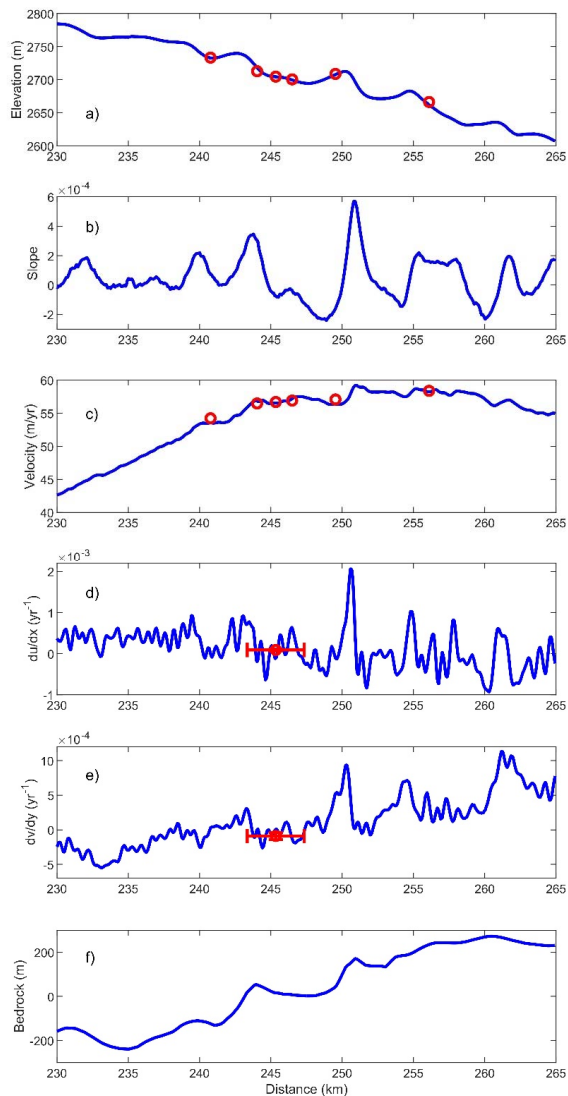 2800
2750
2700
2650
2600
Elevation (m)
a)
230 235 240 245 250 255 260 265
×10⁻⁴
6
4
2
0
-2
Slope
b)
230 235 240 245 250 255 260 265
60
55
50
45
40
Velocity (m/yr)
c)
230 235 240 245 250 255 260 265
×10⁻³
2
1
0
-1
du/dx (yr⁻¹)
d)
230 235 240 245 250 255 260 265
×10⁻⁴
10
5
0
-5
dv/dy (yr⁻¹)
e)
230 235 240 245 250 255 260 265
200
0
-200
Bedrock (m)
f)
230 235 240 245 250 255 260 265
Distance (km)